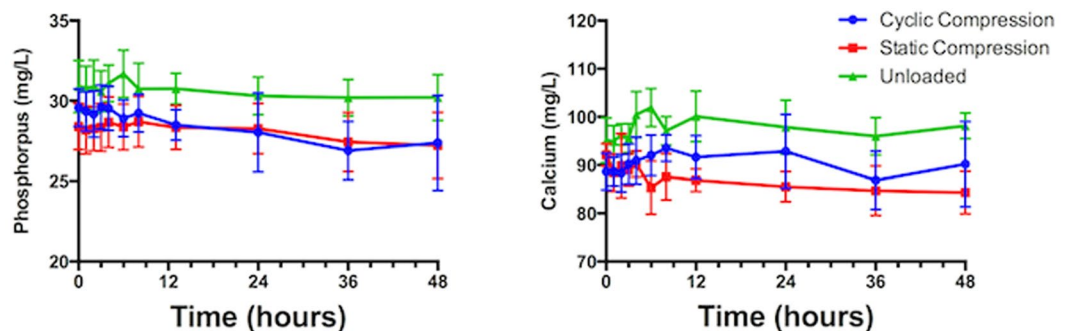 Phosphorpus (mg/L)
35
30
25
20
0 12 24 36 48
Time (hours)
Calcium (mg/L)
120
110
100
90
80
70
0 12 24 36 48
Time (hours)
Cyclic Compression
Static Compression
Unloaded